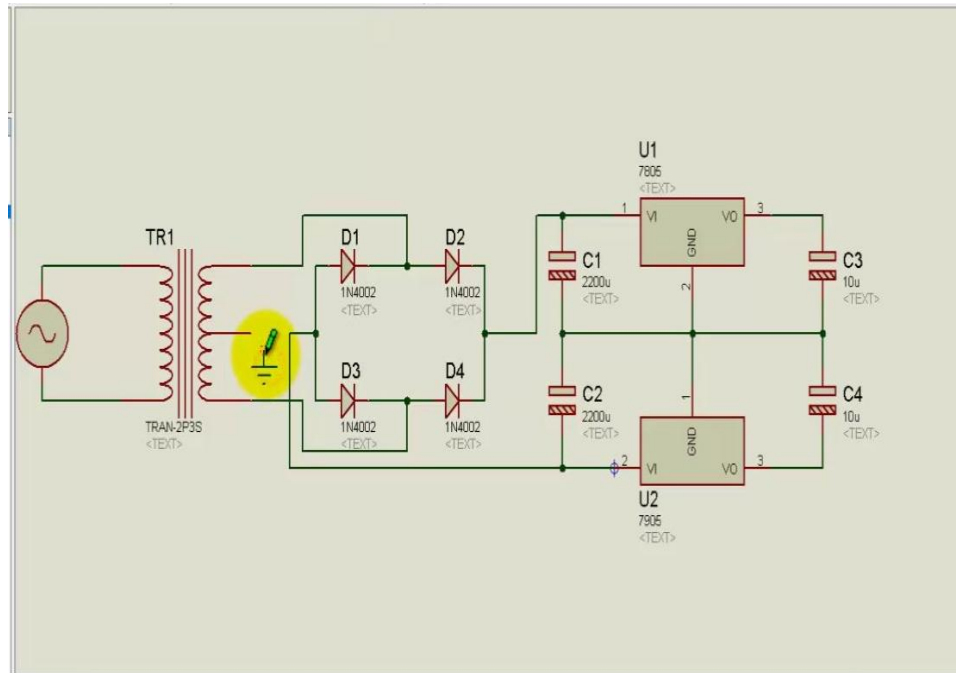 U1
7805
<TEXT>
1
VI
VO
3
GND
2
TR1
TRAN-2P3S
<TEXT>
D1
1N4002
<TEXT>
D2
1N4002
<TEXT>
D3
1N4002
<TEXT>
D4
1N4002
<TEXT>
C1
2200u
<TEXT>
C3
10u
<TEXT>
C2
2200u
<TEXT>
C4
10u
<TEXT>
1
GND
2
VI
VO
3
U2
7905
<TEXT>